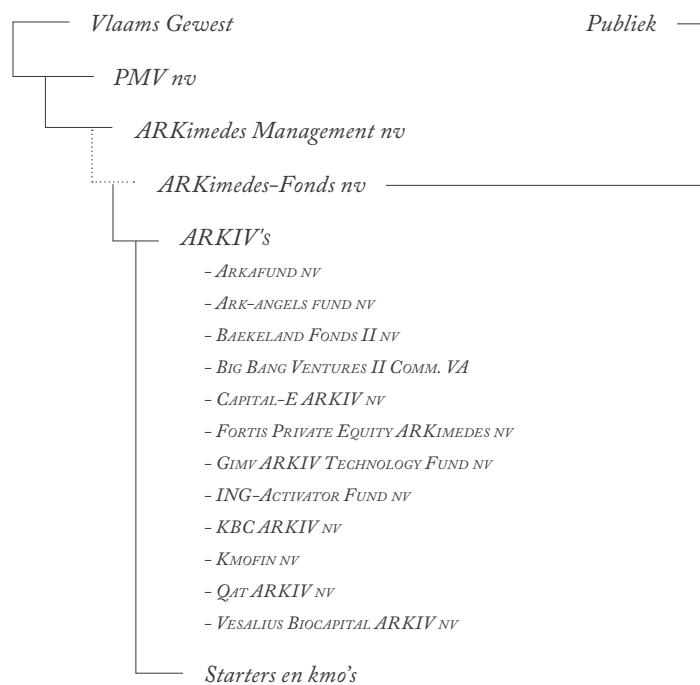 Vlaams Gewest Publiek
PMV nv
ARKimedes Management nv
ARKimedes-Fonds nv
ARKIV's
- Arkafund nv
- Ark-angels fund nv
- Baekeland Fonds II nv
- Big Bang Ventures II Comm. VA
- Capital-E ARKIV nv
- Fortis Private Equity ARKimedes nv
- Gimv ARKIV Technology Fund nv
- ING-Activator Fund nv
- KBC ARKIV nv
- Kmofin nv
- Qat ARKIV nv
- Vesalius Biocapital ARKIV nv
Starters en kmo's